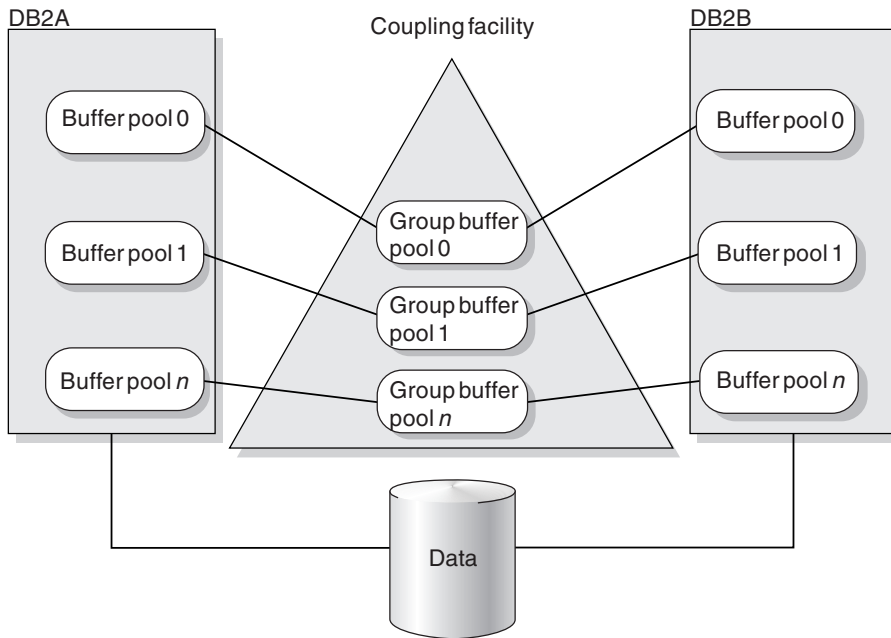 DB2A
Coupling facility
DB2B
Buffer pool 0
Buffer pool 0
Group buffer
pool 0
Buffer pool 1
Buffer pool 1
Group buffer
pool 1
Buffer pool n
Group buffer
pool n
Buffer pool n
Data